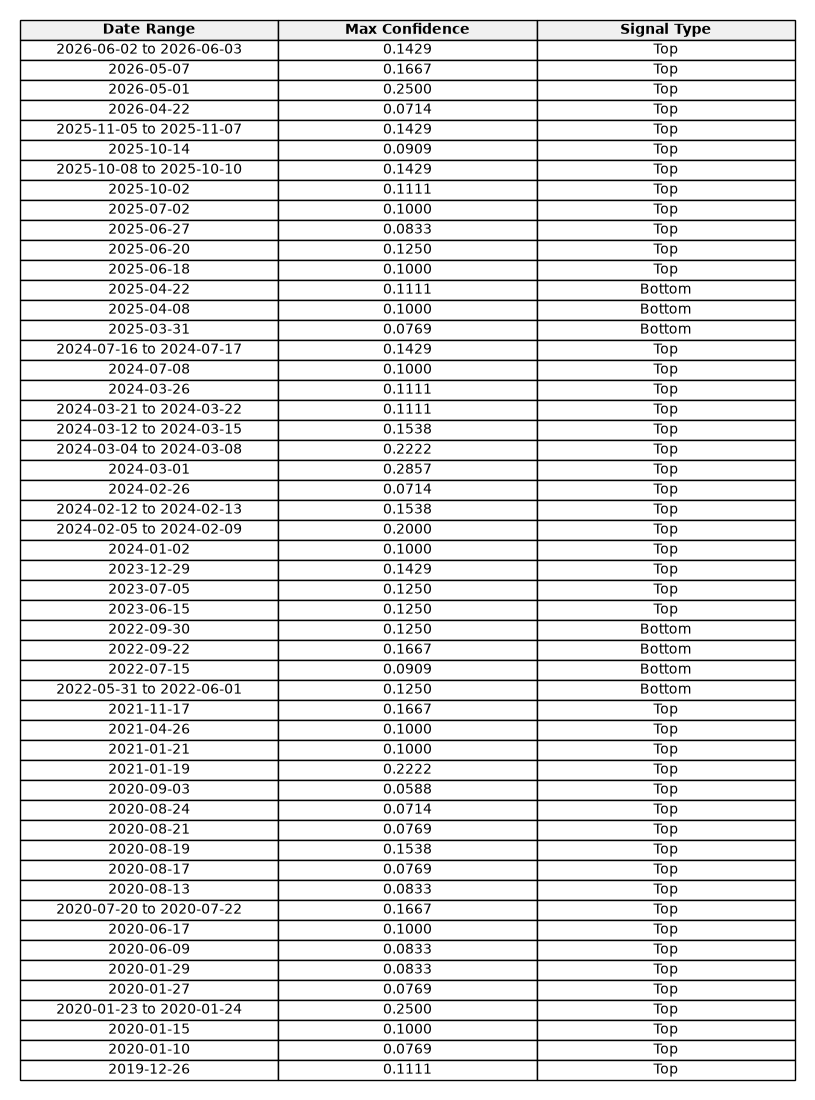 Date Range Max Confidence Signal Type
2026-06-02 to 2026-06-03 0.1429 Top
2026-05-07 0.1667 Top
2026-05-01 0.2500 Top
2026-04-22 0.0714 Top
2025-11-05 to 2025-11-07 0.1429 Top
2025-10-14 0.0909 Top
2025-10-08 to 2025-10-10 0.1429 Top
2025-10-02 0.1111 Top
2025-07-02 0.1000 Top
2025-06-27 0.0833 Top
2025-06-20 0.1250 Top
2025-06-18 0.1000 Top
2025-04-22 0.1111 Bottom
2025-04-08 0.1000 Bottom
2025-03-31 0.0769 Bottom
2024-07-16 to 2024-07-17 0.1429 Top
2024-07-08 0.1000 Top
2024-03-26 0.1111 Top
2024-03-21 to 2024-03-22 0.1111 Top
2024-03-12 to 2024-03-15 0.1538 Top
2024-03-04 to 2024-03-08 0.2222 Top
2024-03-01 0.2857 Top
2024-02-26 0.0714 Top
2024-02-12 to 2024-02-13 0.1538 Top
2024-02-05 to 2024-02-09 0.2000 Top
2024-01-02 0.1000 Top
2023-12-29 0.1429 Top
2023-07-05 0.1250 Top
2023-06-15 0.1250 Top
2022-09-30 0.1250 Bottom
2022-09-22 0.1667 Bottom
2022-07-15 0.0909 Bottom
2022-05-31 to 2022-06-01 0.1250 Bottom
2021-11-17 0.1667 Top
2021-04-26 0.1000 Top
2021-01-21 0.1000 Top
2021-01-19 0.2222 Top
2020-09-03 0.0588 Top
2020-08-24 0.0714 Top
2020-08-21 0.0769 Top
2020-08-19 0.1538 Top
2020-08-17 0.0769 Top
2020-08-13 0.0833 Top
2020-07-20 to 2020-07-22 0.1667 Top
2020-06-17 0.1000 Top
2020-06-09 0.0833 Top
2020-01-29 0.0833 Top
2020-01-27 0.0769 Top
2020-01-23 to 2020-01-24 0.2500 Top
2020-01-15 0.1000 Top
2020-01-10 0.0769 Top
2019-12-26 0.1111 Top